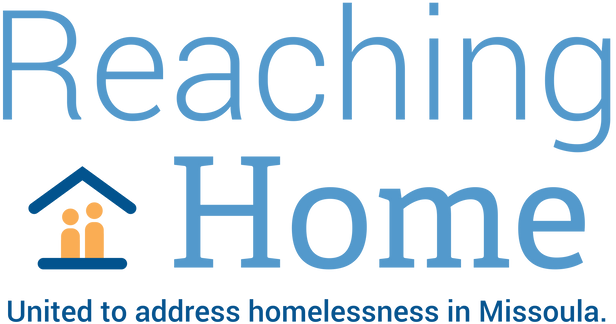 Reaching
Home
United to address homelessness in Missoula.